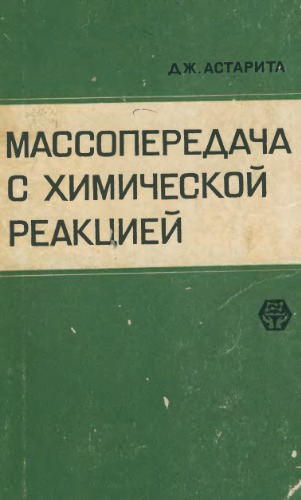 ДЖ. АСТАРИТА
МАССОПЕРЕДАЧА
С ХИМИЧЕСКОЙ
РЕАКЦИЕЙ